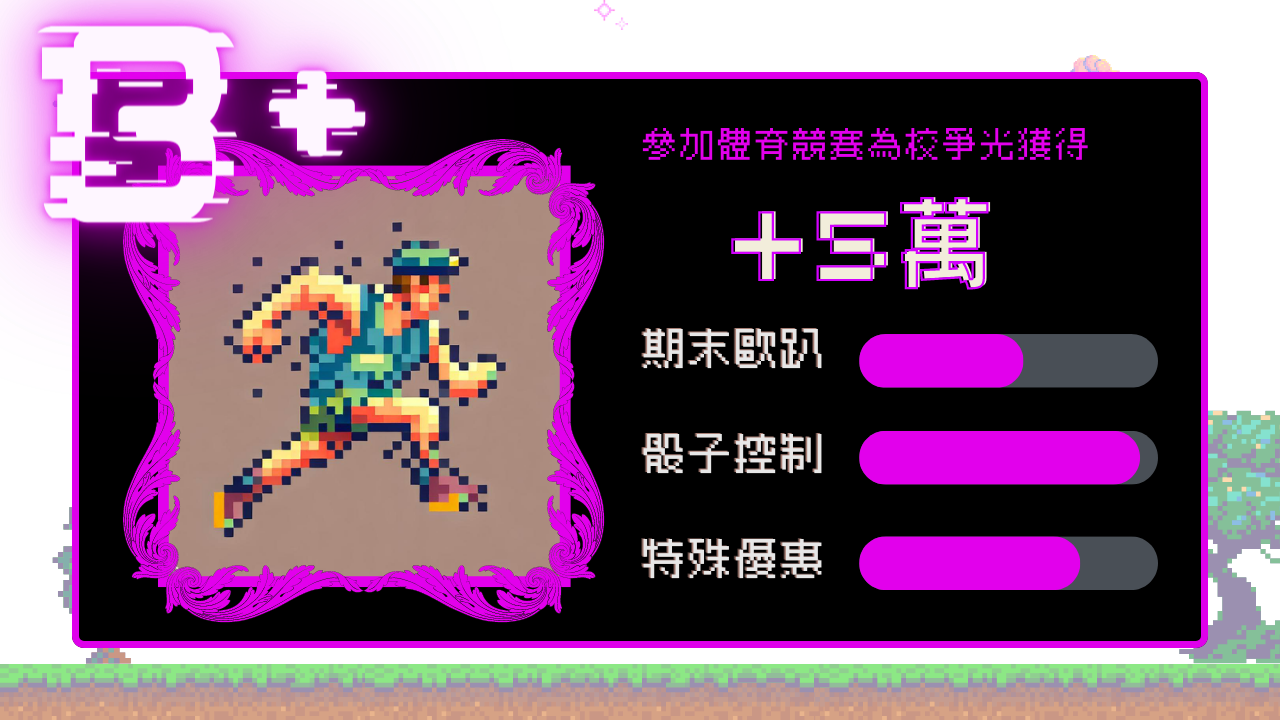 B+
參加體育競賽為校爭光獲得
+5萬
期末歐趴
骰子控制
特殊優惠